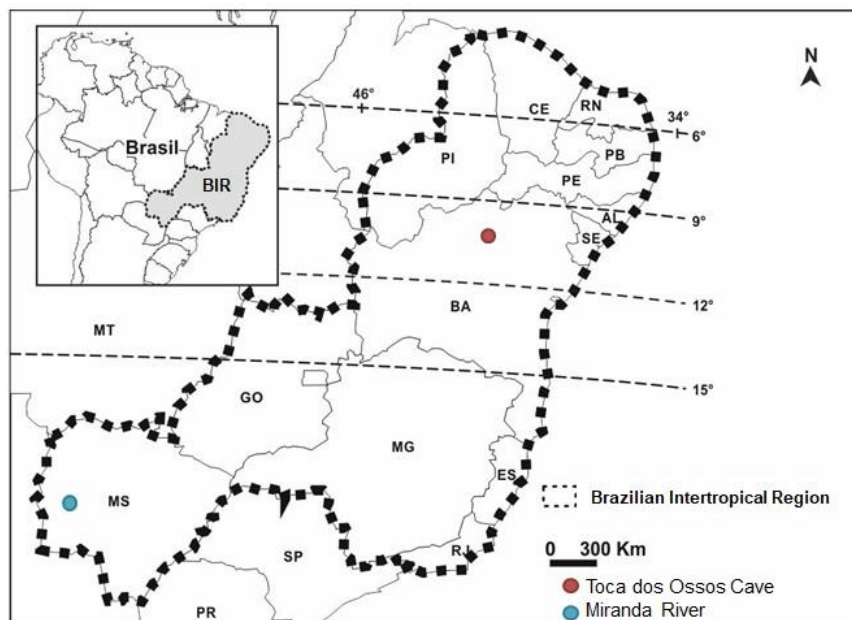 Brasil
BIR
N
46°
34°
6°
CE
RN
PI
PB
PE
9°
AL
SE
12°
BA
MT
15°
GO
MG
ES
MS
Brazilian Intertropical Region
0 300 Km
SP
RJ
Toca dos Ossos Cave
Miranda River
PR